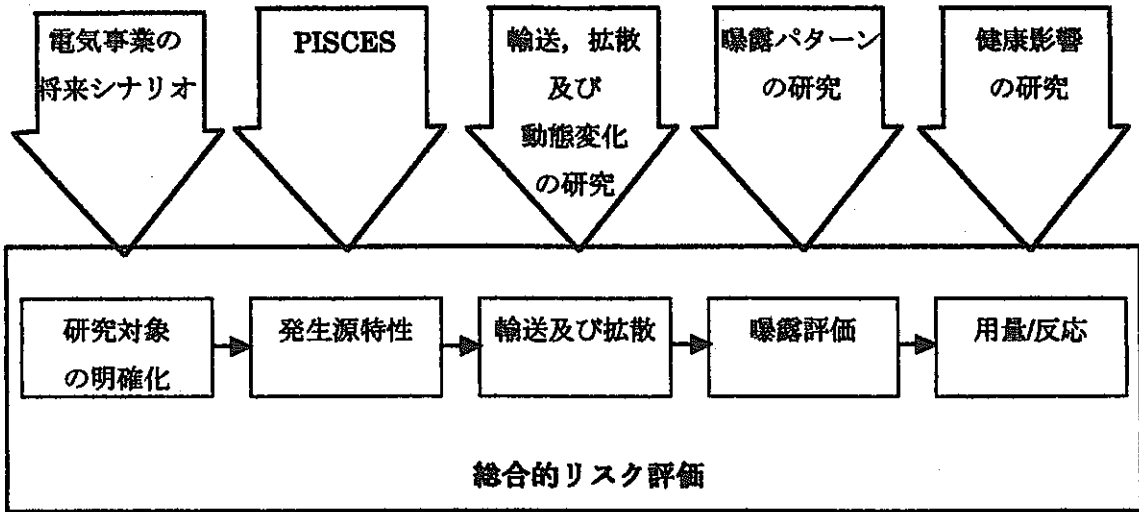 電気事業の
将来シナリオ
PISCES
輸送，拡散
及び
動態変化
の研究
曝露パターン
の研究
健康影響
の研究
研究対象
の明確化
発生源特性
輸送及び拡散
曝露評価
用量/反応
総合的リスク評価